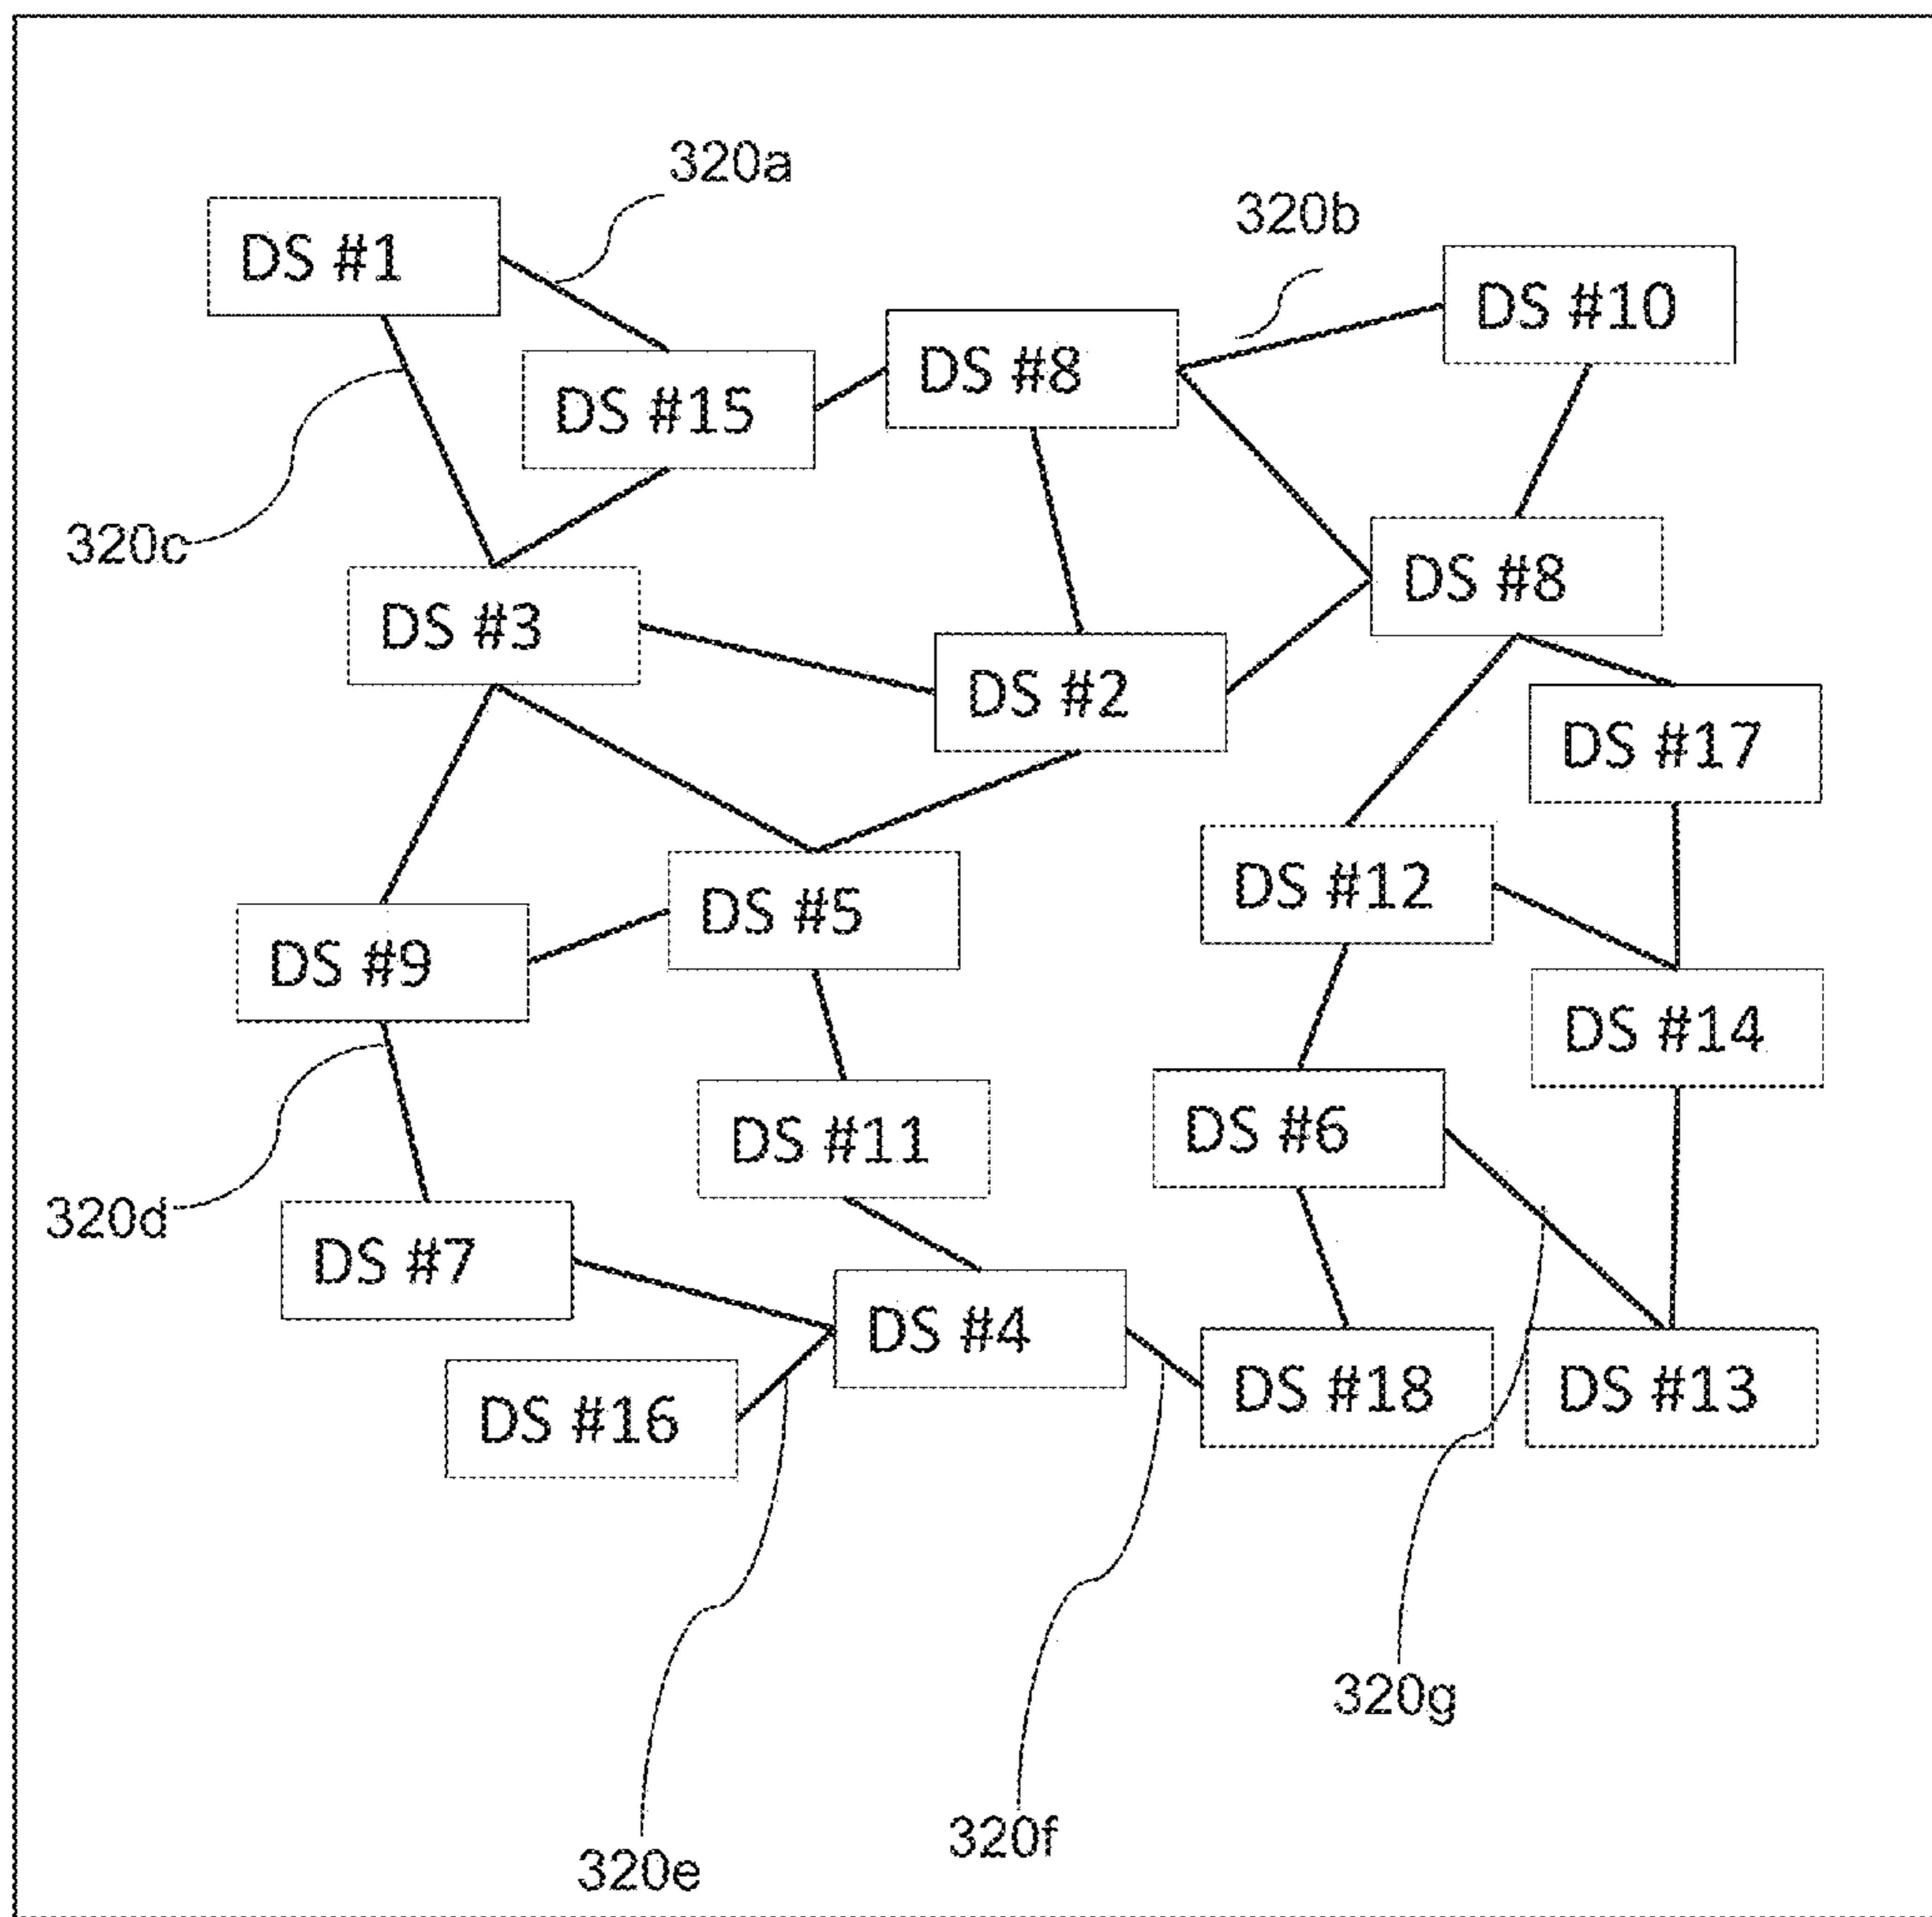 320a
320b
DS #1
DS #10
DS #8
DS #15
320c
DS #8
DS #3
DS #2
DS #17
DS #12
DS #5
DS #9
DS #14
DS #11
DS #6
320d
DS #7
DS #4
DS #18
DS #13
DS #16
320g
320f
320e